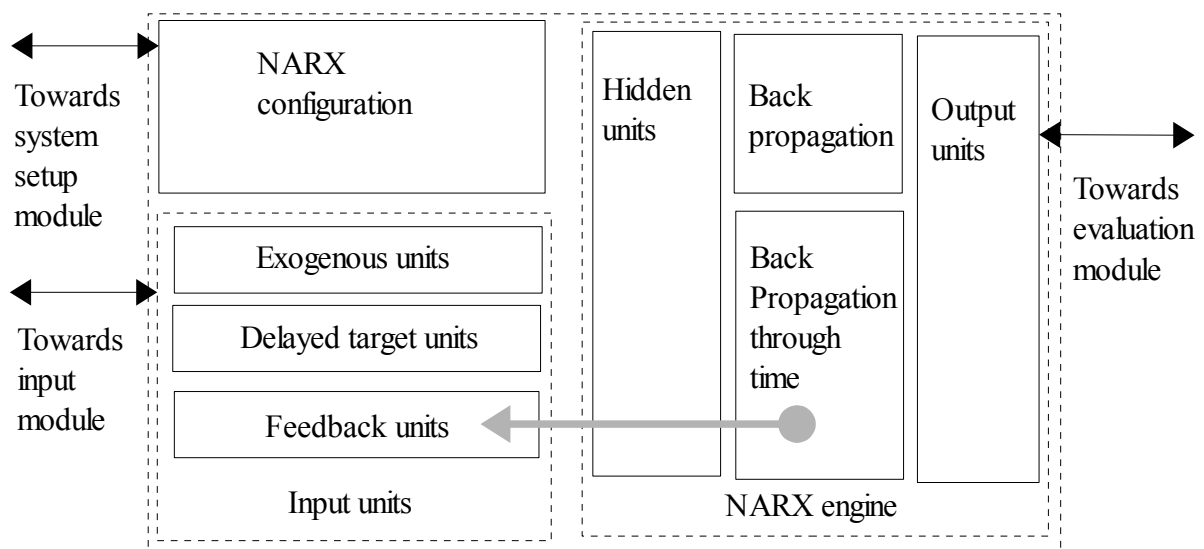 Towards
system
setup
module
Towards
input
module
NARX
configuration
Exogenous units
Delayed target units
Feedback units
Input units
Hidden
units
Back
propagation
Back
Propagation
through
time
Output
units
NARX engine
Towards
evaluation
module